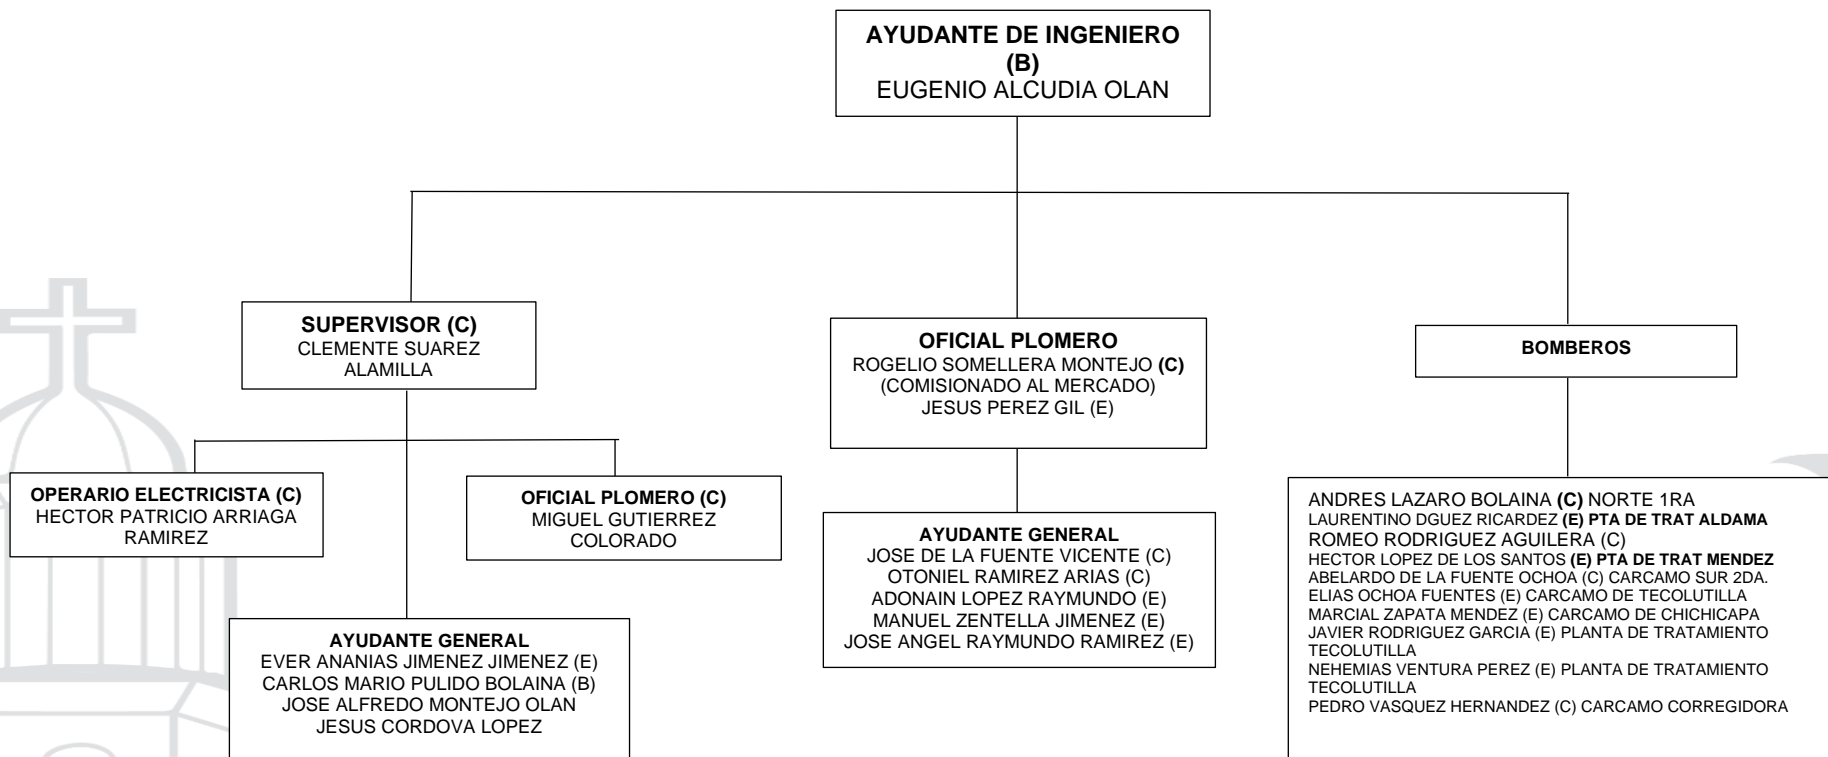 AYUDANTE DE INGENIERO
(B)
EUGENIO ALCUDIA OLAN
SUPERVISOR (C)
CLEMENTE SUAREZ
ALAMILLA
OFICIAL PLOMERO
ROGELIO SOMELLERA MONTEJO (C)
(COMISIONADO AL MERCADO)
JESUS PEREZ GIL (E)
BOMBEROS
OPERARIO ELECTRICISTA (C)
HECTOR PATRICIO ARRIAGA
RAMIREZ
OFICIAL PLOMERO (C)
MIGUEL GUTIERREZ
COLORADO
AYUDANTE GENERAL
EVER ANANIAS JIMENEZ JIMENEZ (E)
CARLOS MARIO PULIDO BOLAINA (B)
JOSE ALFREDO MONTEJO OLAN
JESUS CORDOVA LOPEZ
AYUDANTE GENERAL
JOSE DE LA FUENTE VICENTE (C)
OTONIEL RAMIREZ ARIAS (C)
ADONAIN LOPEZ RAYMUNDO (E)
MANUEL ZENTELLA JIMENEZ (E)
JOSE ANGEL RAYMUNDO RAMIREZ (E)
ANDRES LAZARO BOLAINA (C) NORTE 1RA
LAURENTINO DGUEZ RICARDEZ (E) PTA DE TRAT ALDAMA
ROMEO RODRIGUEZ AGUILERA (C)
HECTOR LOPEZ DE LOS SANTOS (E) PTA DE TRAT MENDEZ
ABELARDO DE LA FUENTE OCHOA (C) CARCAMO SUR 2DA.
ELIAS OCHOA FUENTES (E) CARCAMO DE TECOLUTILLA
MARCIAL ZAPATA MENDEZ (E) CARCAMO DE CHICHICAPA
JAVIER RODRIGUEZ GARCIA (E) PLANTA DE TRATAMIENTO
TECOLUTILLA
NEHEMIAS VENTURA PEREZ (E) PLANTA DE TRATAMIENTO
TECOLUTILLA
PEDRO VASQUEZ HERNANDEZ (C) CARCAMO CORREGIDORA